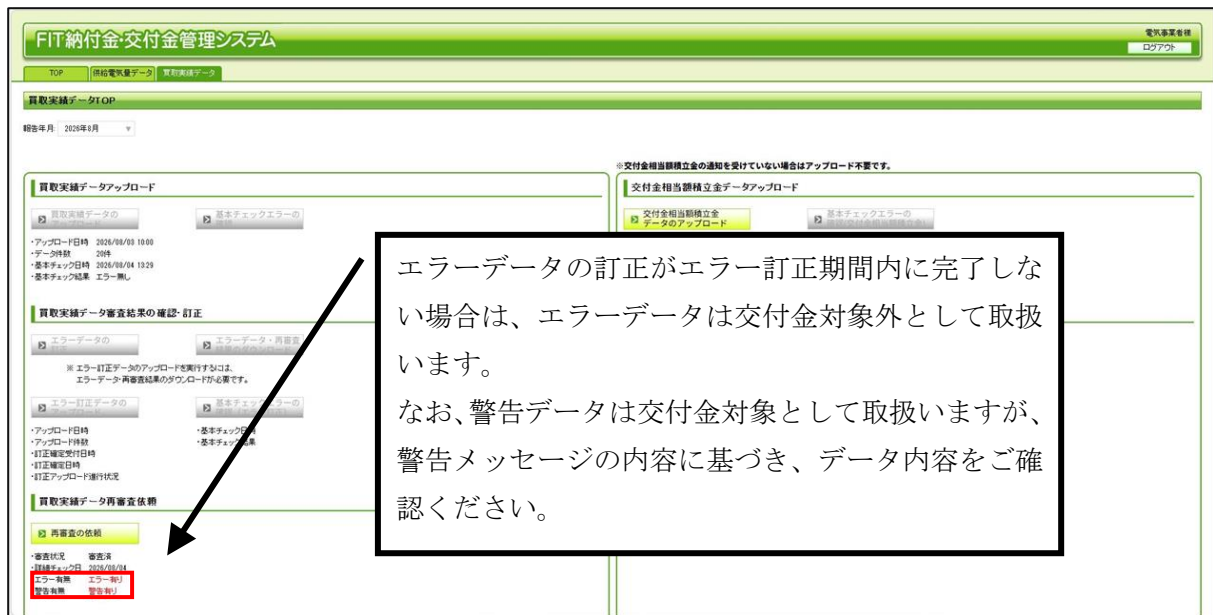 FIT納付金・交付金管理システム
電気事業者様
ログアウト
TOP
供給電気量データ
買取実績データ
買取実績データTOP
報告年月 2026年8月
※交付金相当額積立金の通知を受けていない場合はアップロード不要です。
買取実績データアップロード
交付金相当額積立金データアップロード
買取実績データの
アップロード
基本チェックエラーの
交付金相当額積立金
データのアップロード
基本チェックエラーの
・アップロード日時 2026/08/03 10:00
・データ件数 20件
・基本チェック日時 2026/08/04 13:29
・基本チェック結果 エラー無し
エラーデータの訂正がエラー訂正期間内に完了しな
い場合は、エラーデータは交付金対象外として取扱
います。
なお、警告データは交付金対象として取扱いますが、
警告メッセージの内容に基づき、データ内容をご確
認ください。
買取実績データ審査結果の確認・訂正
エラーデータの
訂正
エラーデータ・再審査
結果のダウンロード
※ エラー訂正データのアップロードを実行するには、
エラーデータ・再審査結果のダウンロードが必要です。
エラー訂正データの
アップロード
基本チェックエラーの
・アップロード日時
・アップロード件数
・訂正確定受付日時
・訂正確定日時
・訂正アップロード進行状況
・基本チェック日時
・基本チェック結果
買取実績データ再審査依頼
再審査の依頼
・審査状況 審査済
・詳細チェック日 2026/08/04
エラー有無 エラー有り
警告有無 警告有り